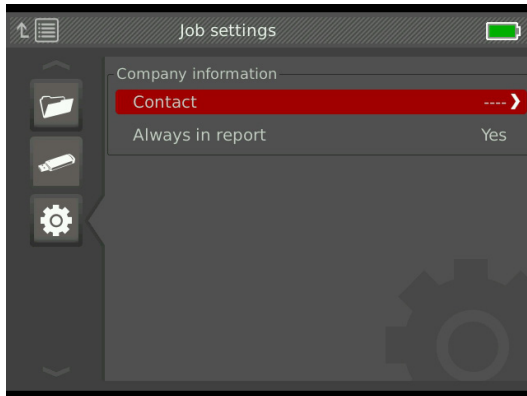 Job settings
Company information
Contact ----
Always in report Yes